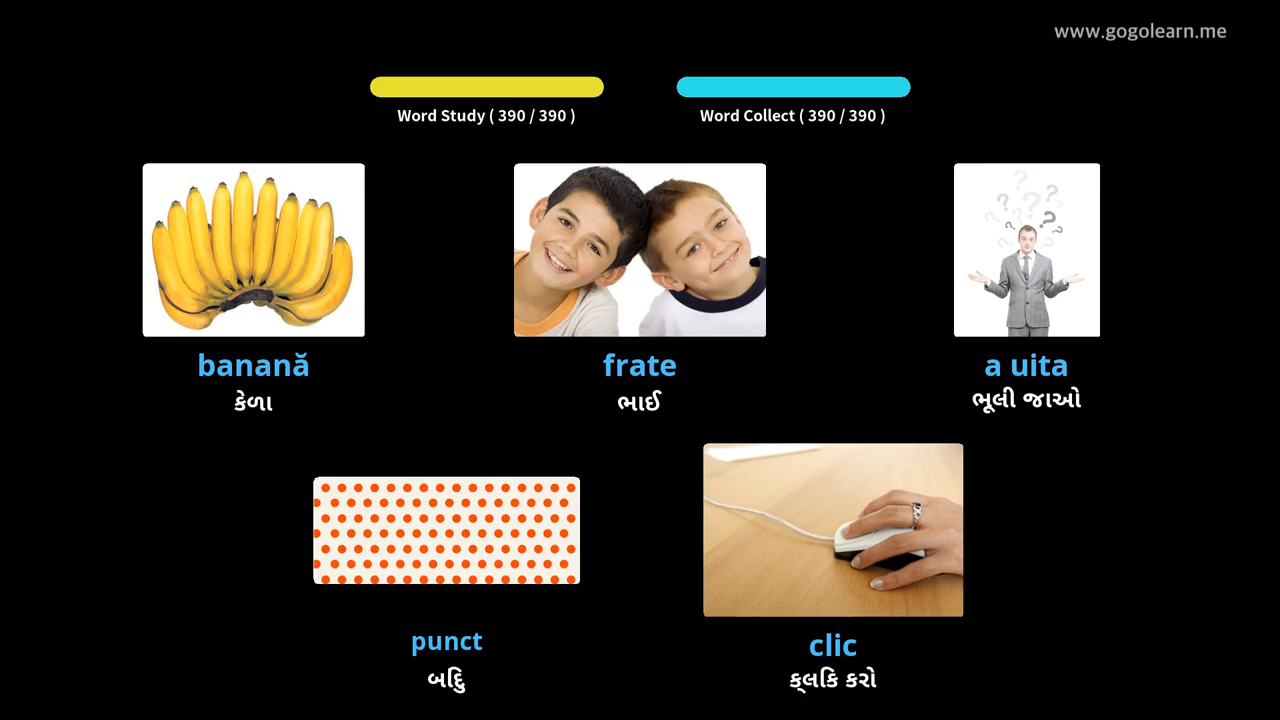 www.gogolearn.me
Word Study ( 390 / 390 )
Word Collect ( 390 / 390 )
banană
frate
a uita
કેળા
ભાઈ
ભૂલી જાઓ
punct
clic
બિંદુ
ક્લિક કરો